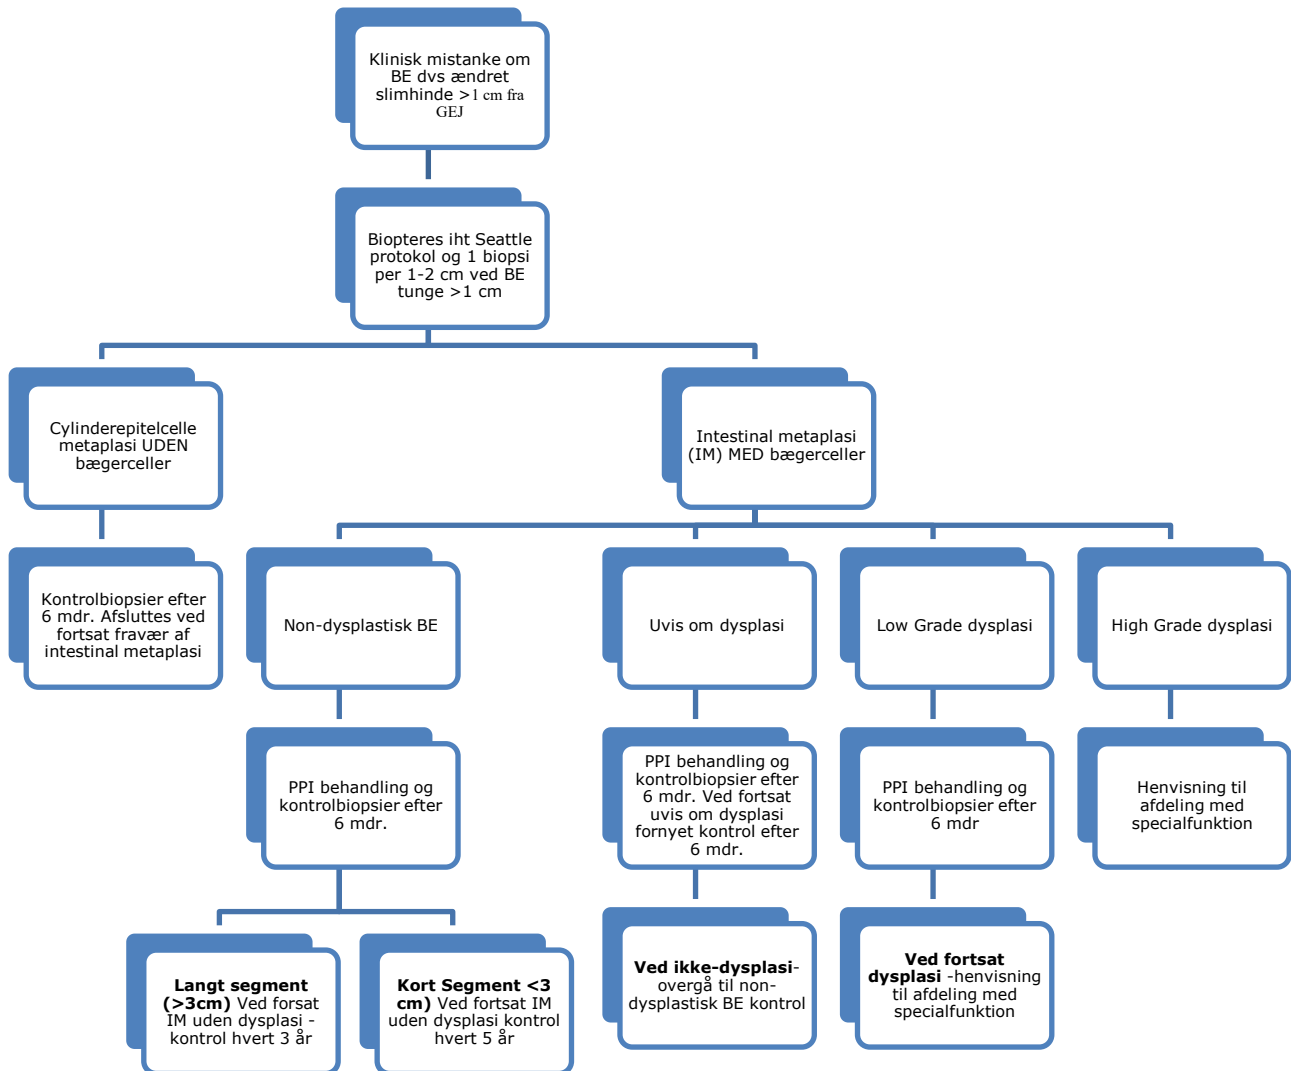 Klinisk mistanke om
BE dvs ændret
slimhinde >1 cm fra
GEJ
Biopteres iht Seattle
protokol og 1 biopsi
per 1-2 cm ved BE
tunge >1 cm
Cylinderepitelcelle
metaplasi UDEN
bægerceller
Intestinal metaplasi
(IM) MED bægerceller
Kontrolbiopsier efter
6 mdr. Afsluttes ved
fortsat fravær af
intestinal metaplasi
Non-dysplastisk BE
Uvis om dysplasi
Low Grade dysplasi
High Grade dysplasi
PPI behandling og
kontrolbiopsier efter
6 mdr.
PPI behandling og
kontrolbiopsier efter
6 mdr. Ved fortsat
uvis om dysplasi
fornyet kontrol efter
6 mdr.
PPI behandling og
kontrolbiopsier efter
6 mdr
Henvisning til
afdeling med
specialfunktion
Langt segment
(>3cm) Ved forsat
IM uden dysplasi -
kontrol hvert 3 år
Kort Segment <3
cm) Ved fortsat IM
uden dysplasi kontrol
hvert 5 år
Ved ikke-dysplasi-
overgå til non-
dysplastisk BE kontrol
Ved fortsat
dysplasi -henvisning
til afdeling med
specialfunktion